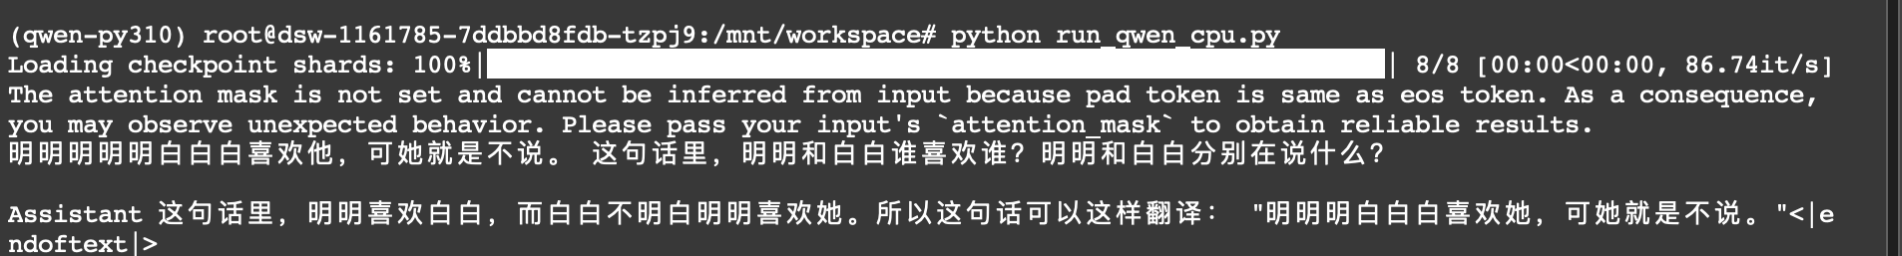 (qwen-py310) root@dsw-1161785-7ddbbd8fdb-tzpj9:/mnt/workspace# python run_qwen_cpu.py
Loading checkpoint shards: 100%|          | 8/8 [00:00<00:00, 86.74it/s]
The attention mask is not set and cannot be inferred from input because pad token is same as eos token. As a consequence,
you may observe unexpected behavior. Please pass your input's `attention_mask` to obtain reliable results.
明明明明明白白白喜欢他，可她就是不说。 这句话里，明明和白白谁喜欢谁？明明和白白分别在说什么？
Assistant 这句话里，明明喜欢白白，而白白不明白明明喜欢她。所以这句话可以这样翻译： "明明明白白白喜欢她，可她就是不说。"<|e
ndoftext|>